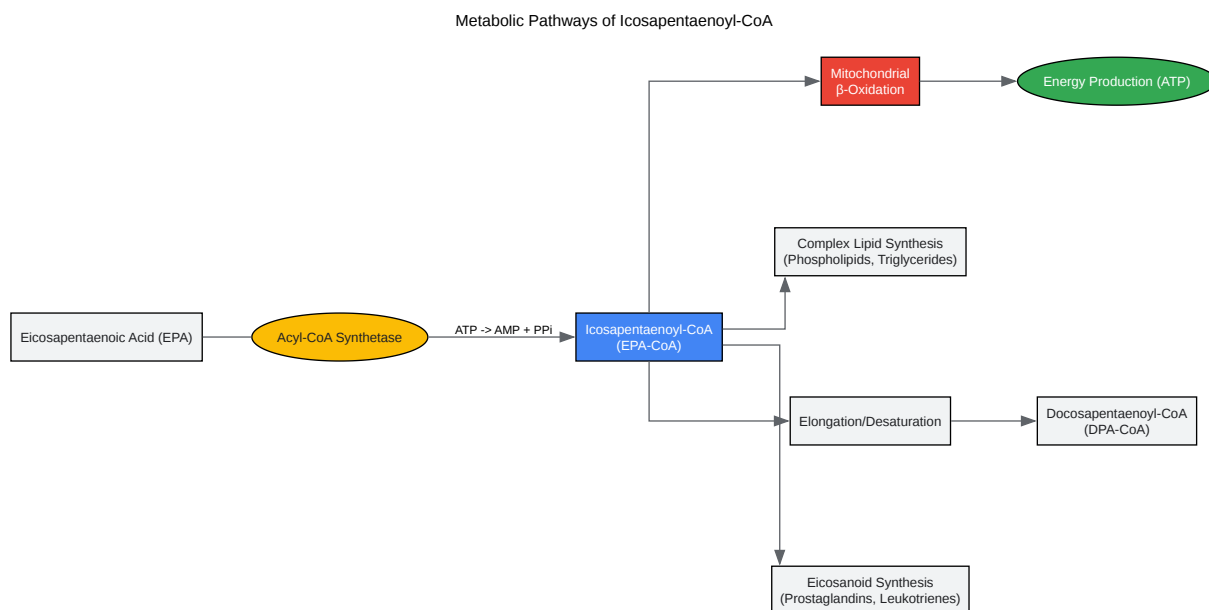 Metabolic Pathways of Icosapentaenoyl-CoA
Mitochondrial
β-Oxidation
Energy Production (ATP)
Complex Lipid Synthesis
(Phospholipids, Triglycerides)
Eicosapentaenoic Acid (EPA)
Acyl-CoA Synthetase
ATP -> AMP + PPi
Icosapentaenoyl-CoA
(EPA-CoA)
Elongation/Desaturation
Docosapentaenoyl-CoA
(DPA-CoA)
Eicosanoid Synthesis
(Prostaglandins, Leukotrienes)